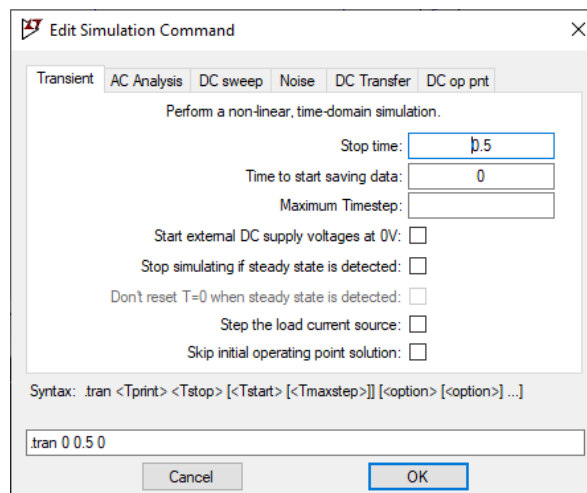 Edit Simulation Command
Transient AC Analysis DC sweep Noise DC Transfer DC op pnt
Perform a non-linear, time-domain simulation.
Stop time: 0.5
Time to start saving data: 0
Maximum Timestep:
Start external DC supply voltages at 0V:
Stop simulating if steady state is detected:
Don't reset T=0 when steady state is detected:
Step the load current source:
Skip initial operating point solution:
Syntax: .tran <Tprint> <Tstop> [<Tstart> [<Tmaxstep>]] [<option> [<option>] ...]
.tran 0 0.5 0
Cancel OK